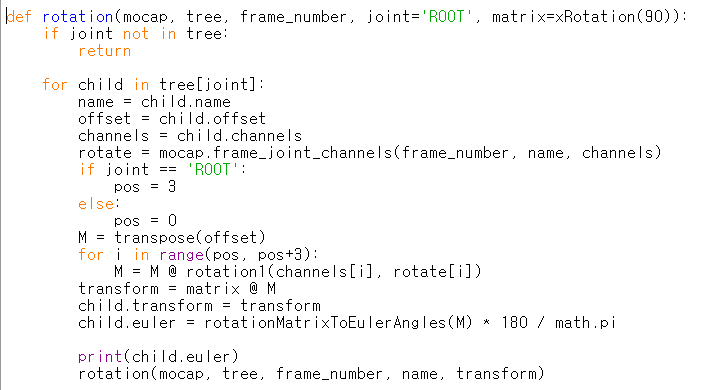 def rotation(mocap, tree, frame_number, joint='ROOT', matrix=xRotation(90)):
    if joint not in tree:
        return

    for child in tree[joint]:
        name = child.name
        offset = child.offset
        channels = child.channels
        rotate = mocap.frame_joint_channels(frame_number, name, channels)
        if joint == 'ROOT':
            pos = 3
        else:
            pos = 0
        M = transpose(offset)
        for i in range(pos, pos+3):
            M = M @ rotation1(channels[i], rotate[i])
        transform = matrix @ M
        child.transform = transform
        child.euler = rotationMatrixToEulerAngles(M) * 180 / math.pi

        print(child.euler)
        rotation(mocap, tree, frame_number, name, transform)